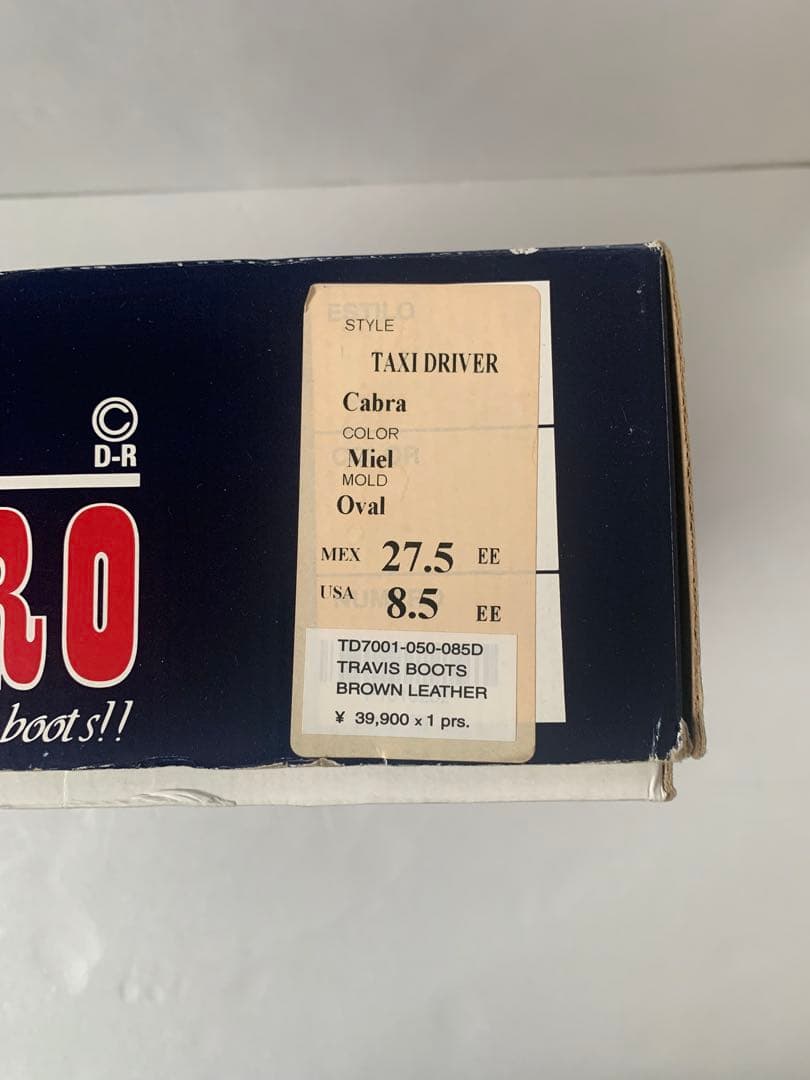 ©
D-R
RO
boots!!
ESTILO
STYLE
TAXI DRIVER
Cabra
COLOR
Miel
MOLD
Oval
MEX 27.5 EE
USA 8.5 EE
TD7001-050-085D
TRAVIS BOOTS
BROWN LEATHER
¥ 39,900 x 1 prs.